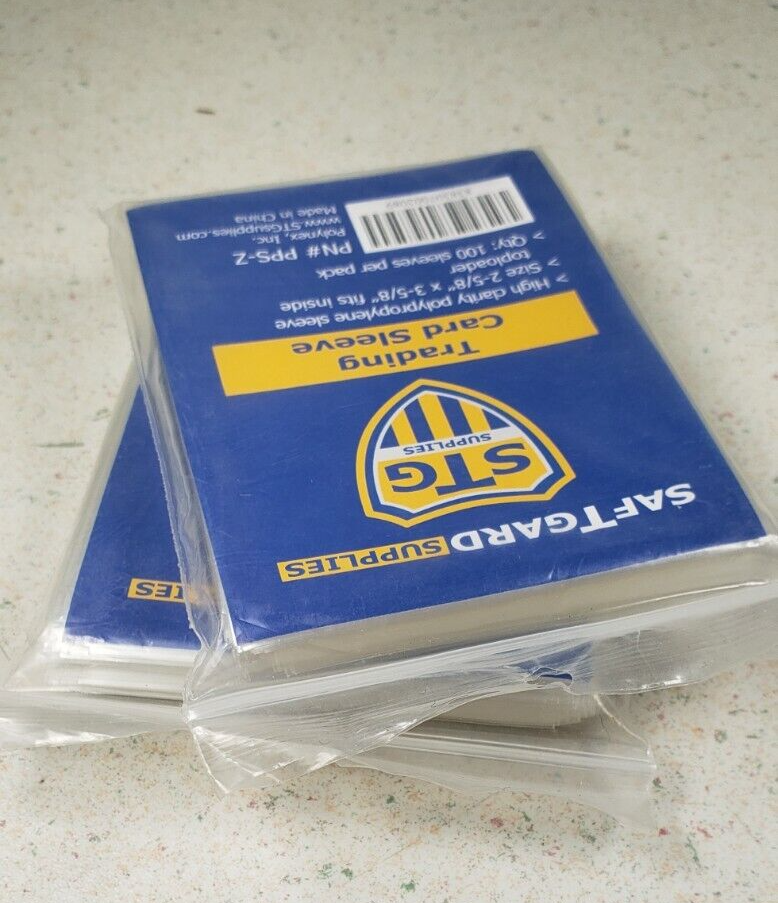 SAFTGARD SUPPLIES
STG
SUPPLIES
Trading
Card Sleeve
> High clarity polypropylene sleeve
> Size 2-5/8" x 3-5/8" fits inside
toploader
> Qty: 100 sleeves per pack
PN# PPS-Z
Polynex, Inc.
www.STGsupplies.com
Made in China
SUPPLIES